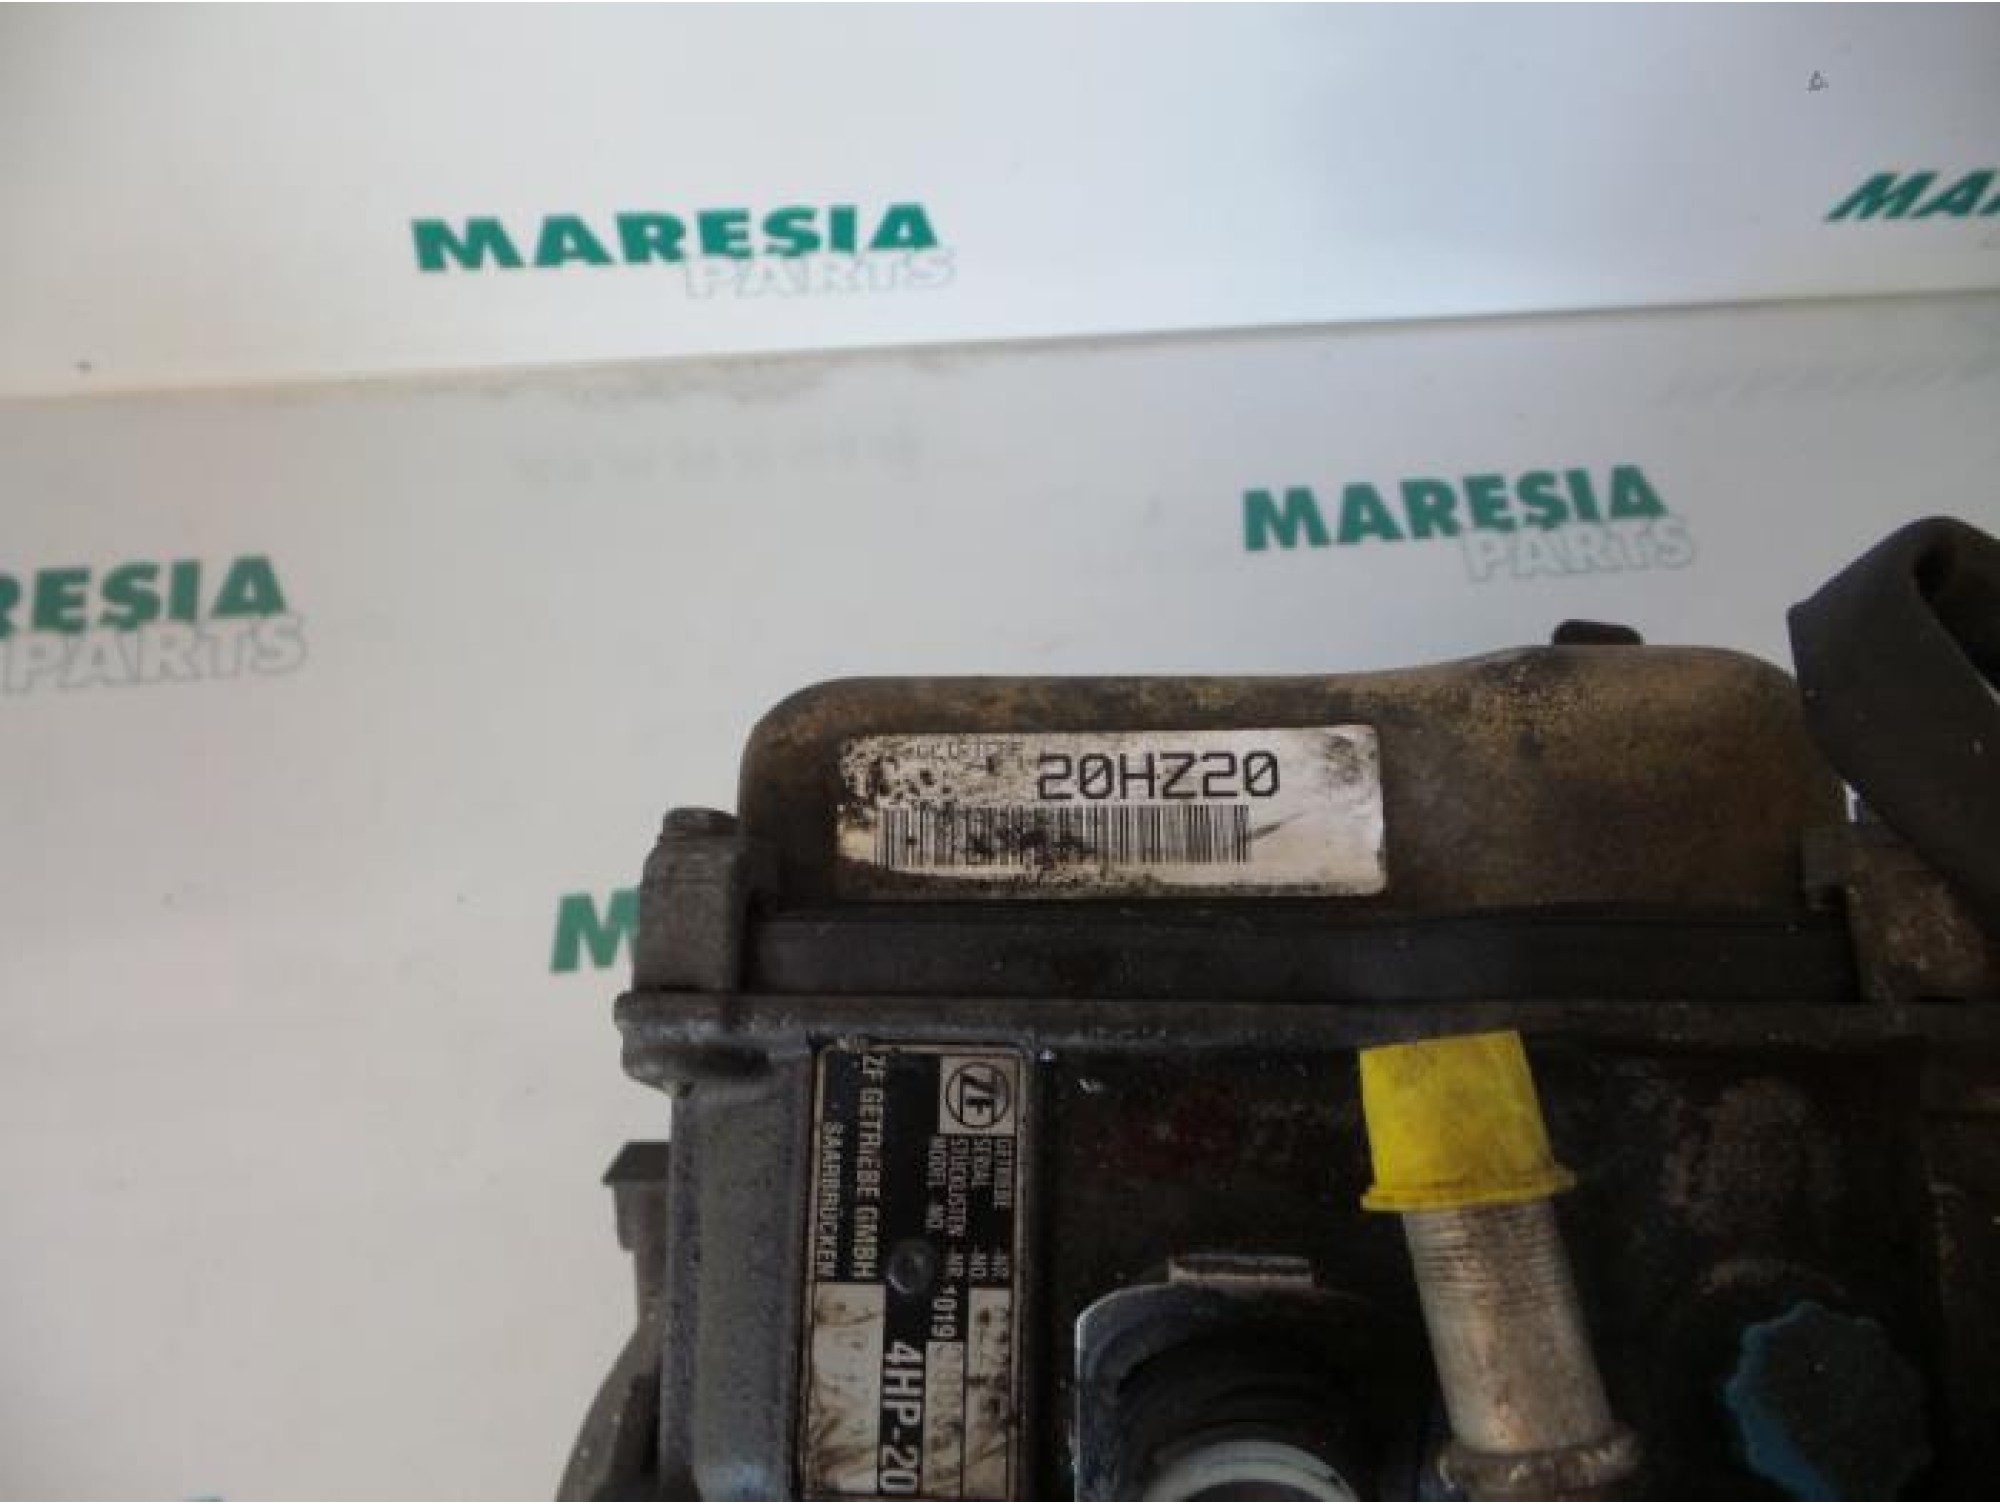 MARESIA
PARTS
MA
MARESIA
PARTS
RESIA
PARTS
20HZ20
M
ZF
GETRIEBE -NR
SERIAL -NO
STÜCKLISTEN -NR 1019
MODEL -NO
4HP-20
ZF GETRIEBE GMBH
SAARBRÜCKEN